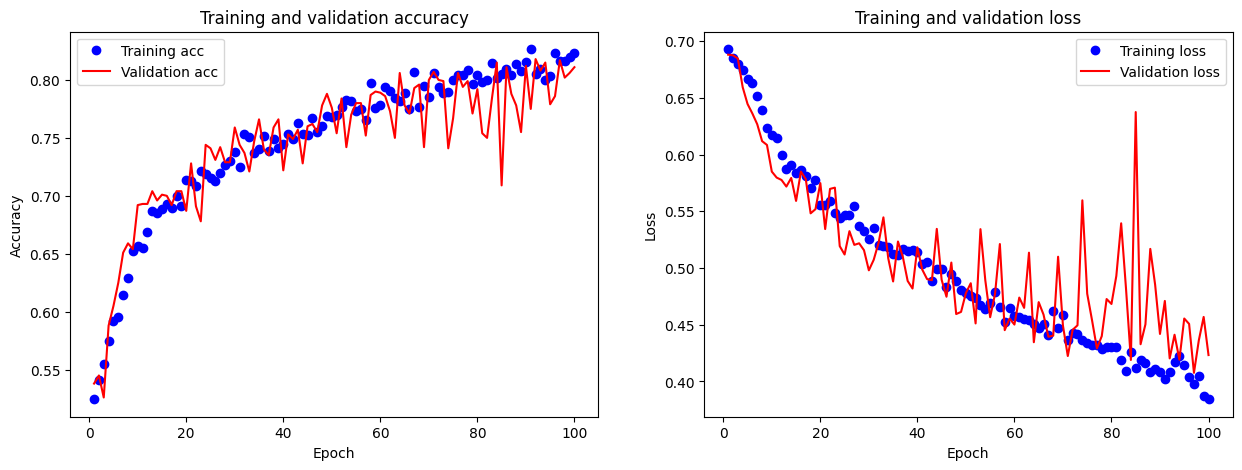 Training and validation accuracy
Training acc
Validation acc
0.80
0.75
0.70
0.65
0.60
0.55
Accuracy
0
20
40
60
80
100
Epoch
Training and validation loss
Training loss
Validation loss
0.70
0.65
0.60
0.55
0.50
0.45
0.40
Loss
0
20
40
60
80
100
Epoch